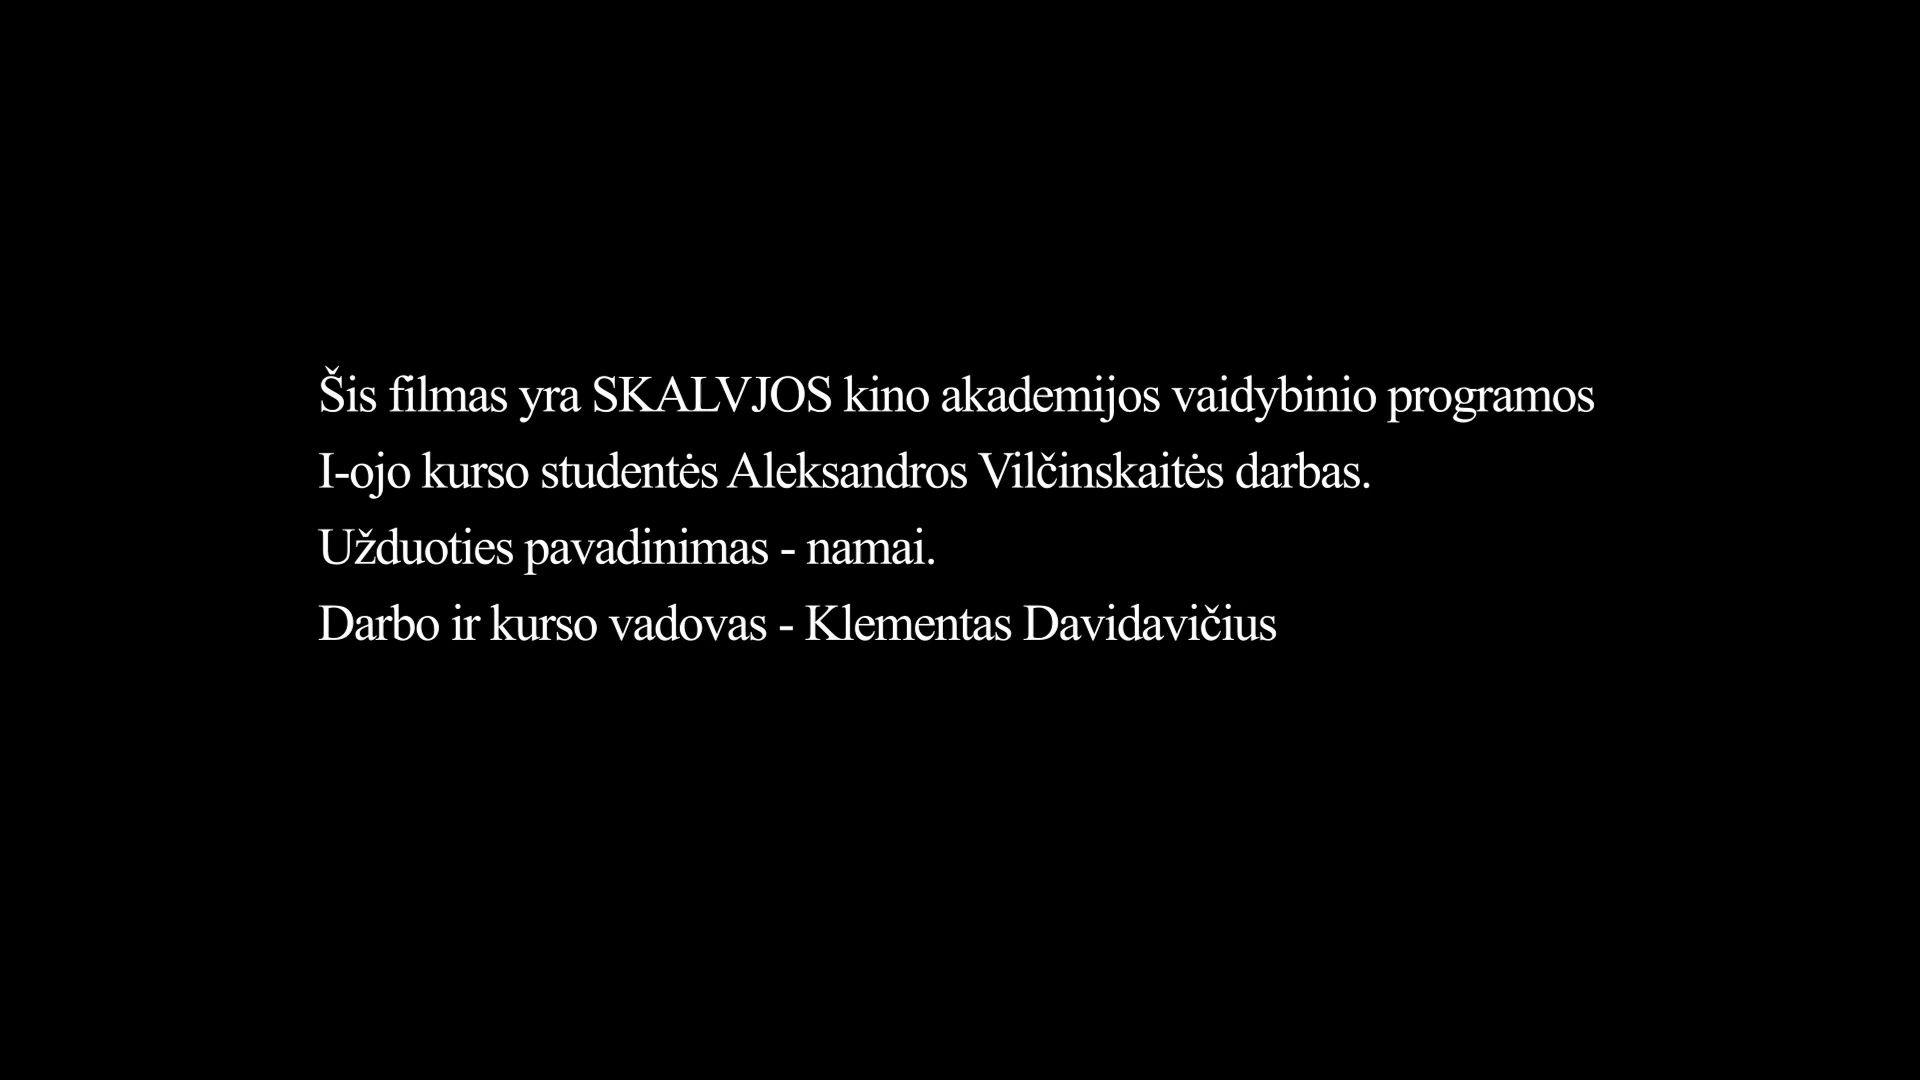 Šis filmas yra SKALVJOS kino akademijos vaidybinio programos
I-ojo kurso studentės Aleksandros Vilčinskaitės darbas.
Užduoties pavadinimas - namai.
Darbo ir kurso vadovas - Klementas Davidavičius